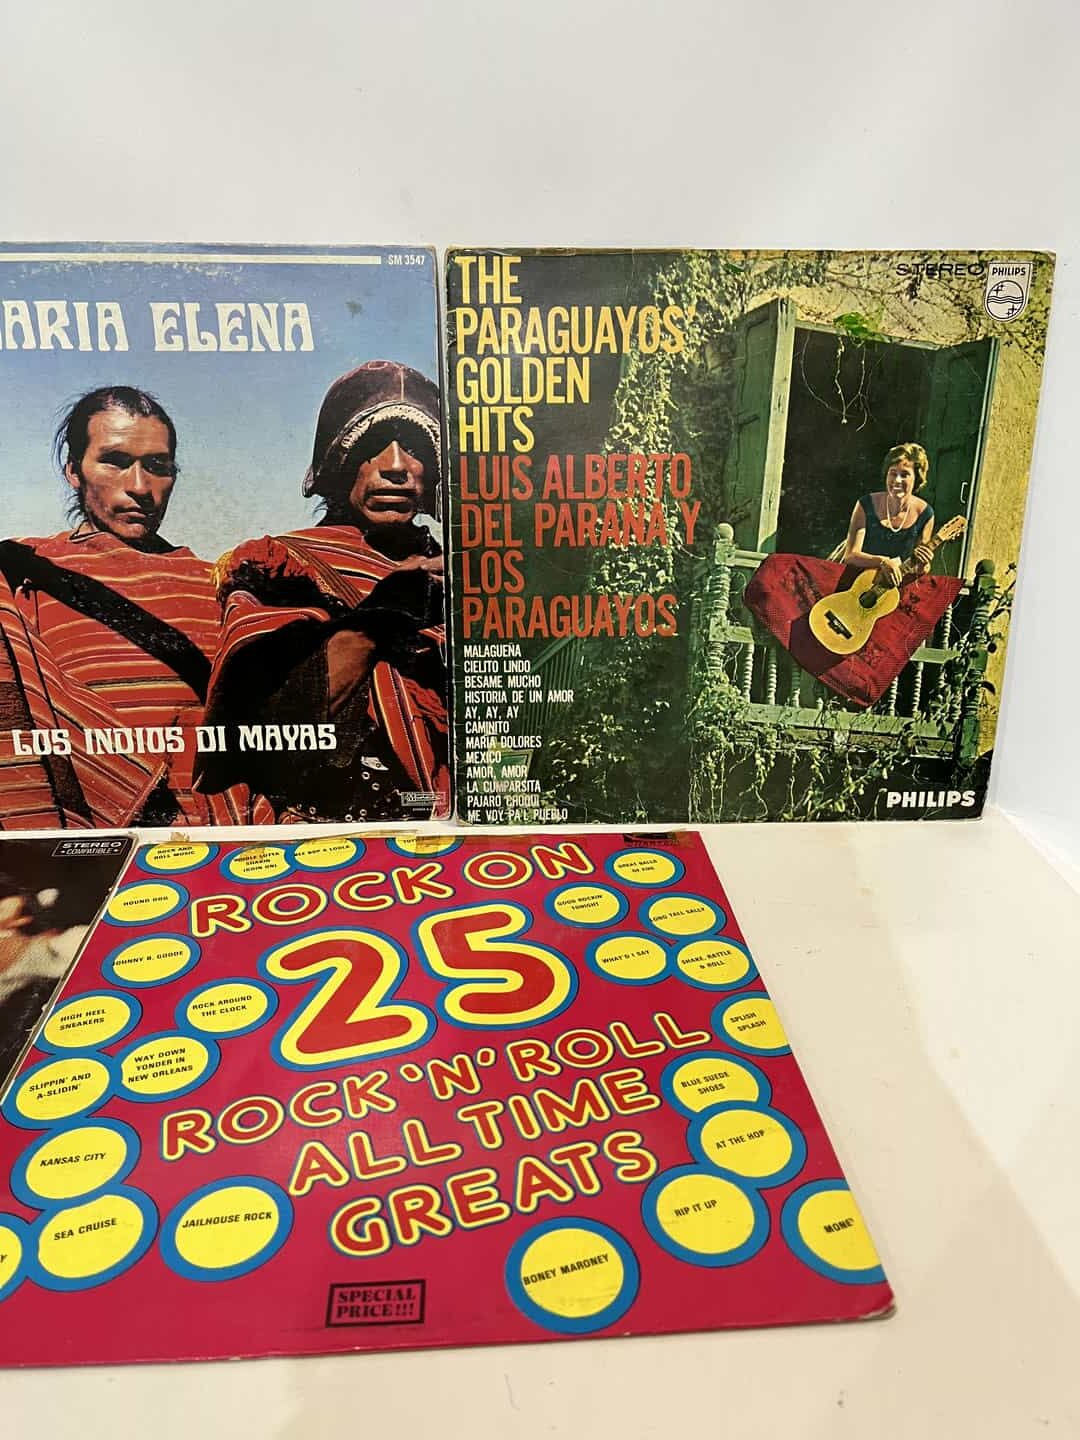 SM 3547
ARIA ELENA
LOS INDIOS DI MAYAS
THE
PARAGUAYOS'
GOLDEN
HITS
LUIS ALBERTO
DEL PARANA Y
LOS
PARAGUAYOS
MALAGUEÑA
CIELITO LINDO
BESAME MUCHO
HISTORIA DE UN AMOR
AY, AY, AY
CAMINITO
MARIA DOLORES
MEXICO
AMOR, AMOR
LA CUMPARSITA
PAJARO CHOQUI
ME VOY PA'L PUEBLO
STEREO
PHILIPS
PHILIPS
STEREO
COMPATIBLE
ROCK ON
25
ROCK 'N' ROLL
ALL TIME
GREATS
ROCK AND
ROLL MUSIC
WHOLE LOTTA
SHAKIN
(GOIN ON)
BOP A LOOLA
GREAT BALLS
OF FIRE
HOUND DOG
GOOD ROCKIN'
TONIGHT
LONG TALL SALLY
JOHNNY B. GOODE
WHAT'D I SAY
SHAKE, RATTLE
& ROLL
HIGH HEEL
SNEAKERS
ROCK AROUND
THE CLOCK
SPLISH
SPLASH
SLIPPIN' AND
A-SLIDIN'
WAY DOWN
YONDER IN
NEW ORLEANS
BLUE SUEDE
SHOES
KANSAS CITY
AT THE HOP
SEA CRUISE
JAILHOUSE ROCK
RIP IT UP
MONEY
Y
BONEY MARONEY
SPECIAL
PRICE!!!